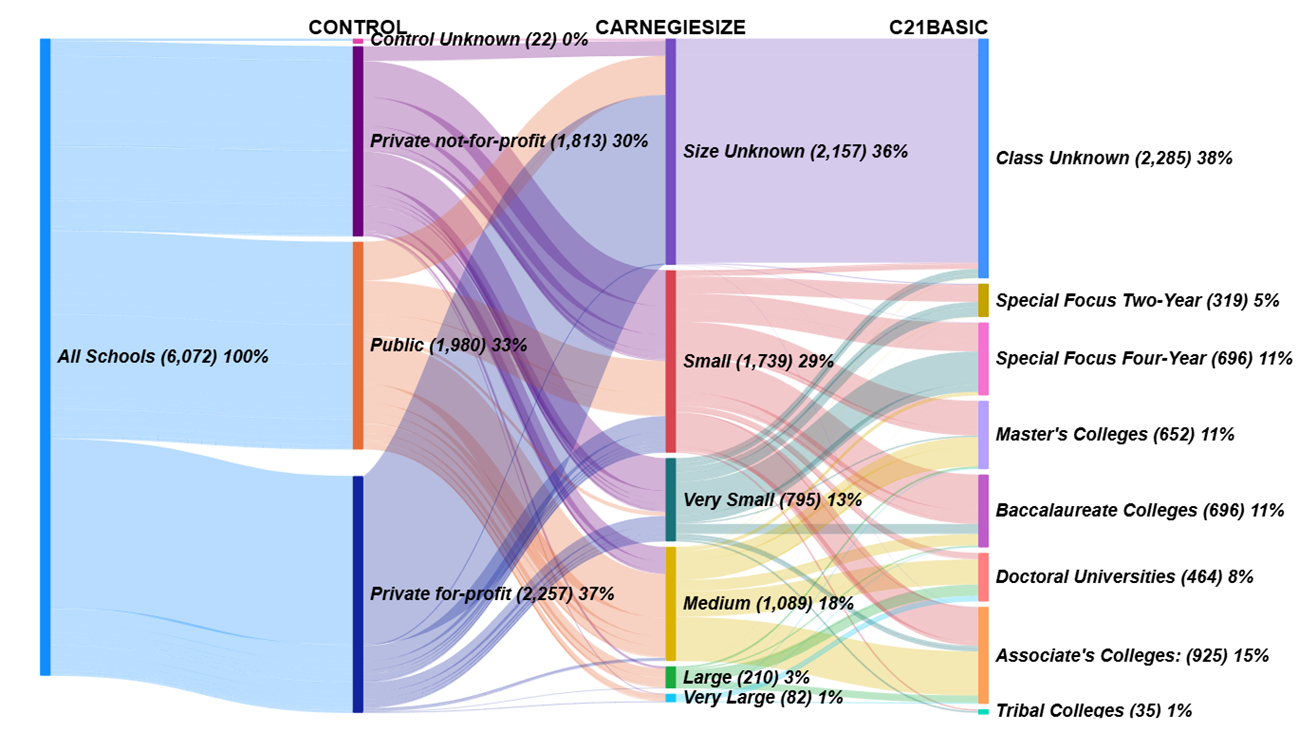 CONTROL
CARNEGIESIZE
C21BASIC
All Schools (6,072) 100%
Control Unknown (22) 0%
Private not-for-profit (1,813) 30%
Public (1,980) 33%
Private for-profit (2,257) 37%
Size Unknown (2,157) 36%
Small (1,739) 29%
Very Small (795) 13%
Medium (1,089) 18%
Large (210) 3%
Very Large (82) 1%
Class Unknown (2,285) 38%
Special Focus Two-Year (319) 5%
Special Focus Four-Year (696) 11%
Master's Colleges (652) 11%
Baccalaureate Colleges (696) 11%
Doctoral Universities (464) 8%
Associate's Colleges: (925) 15%
Tribal Colleges (35) 1%